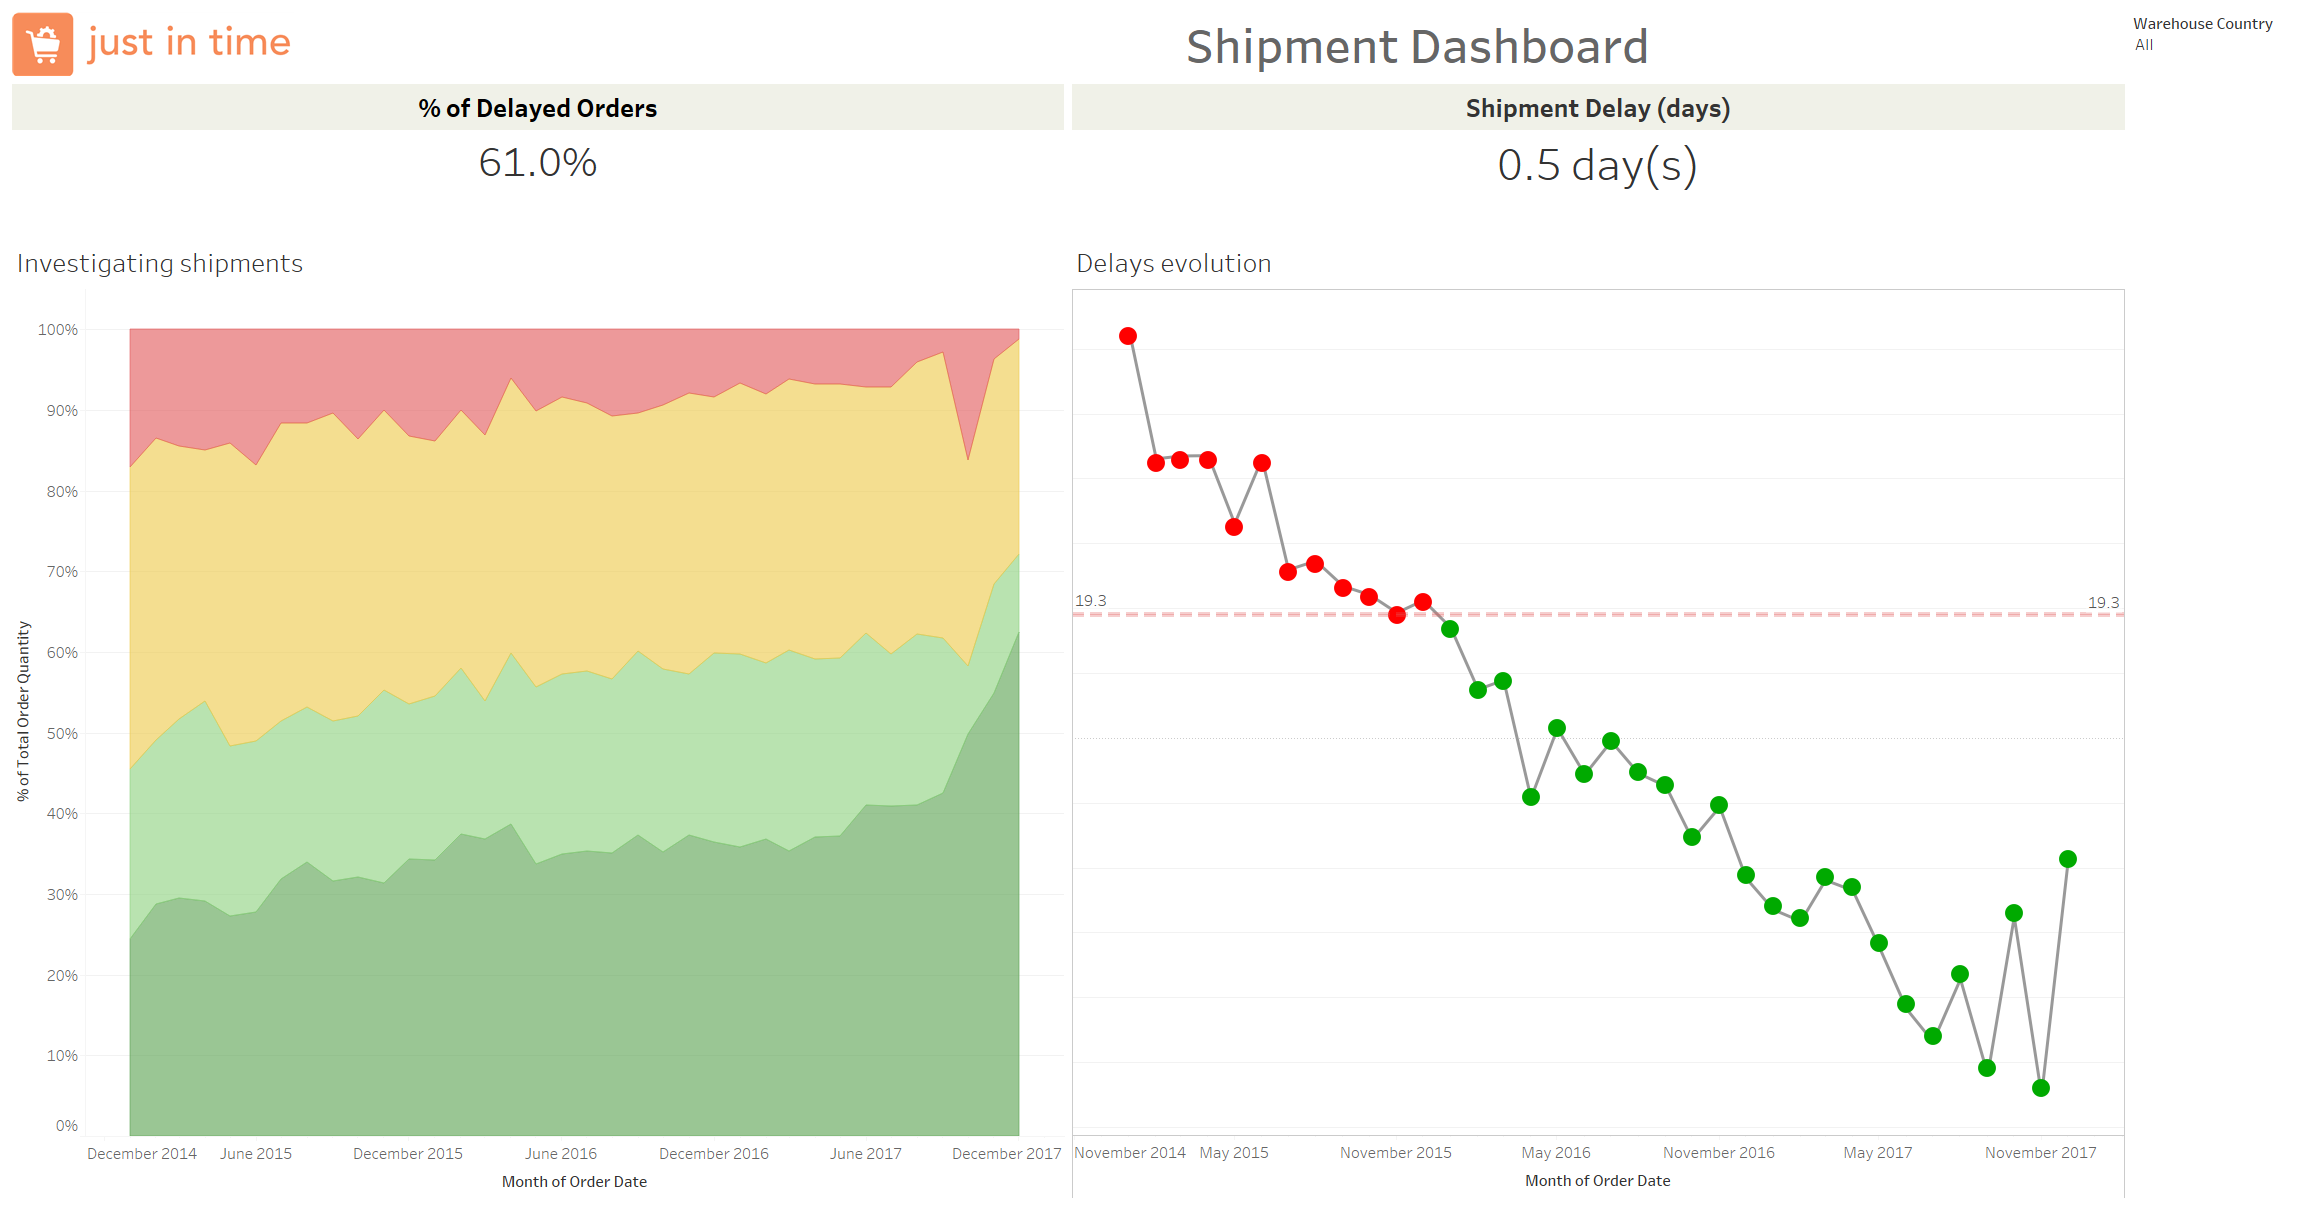 just in time
Shipment Dashboard
Warehouse Country
All
% of Delayed Orders
61.0%
Shipment Delay (days)
0.5 day(s)
Investigating shipments
100%
90%
80%
70%
60%
50%
40%
30%
20%
10%
0%
% of Total Order Quantity
December 2014
June 2015
December 2015
June 2016
December 2016
June 2017
December 2017
Month of Order Date
Delays evolution
19.3
19.3
November 2014
May 2015
November 2015
May 2016
November 2016
May 2017
November 2017
Month of Order Date